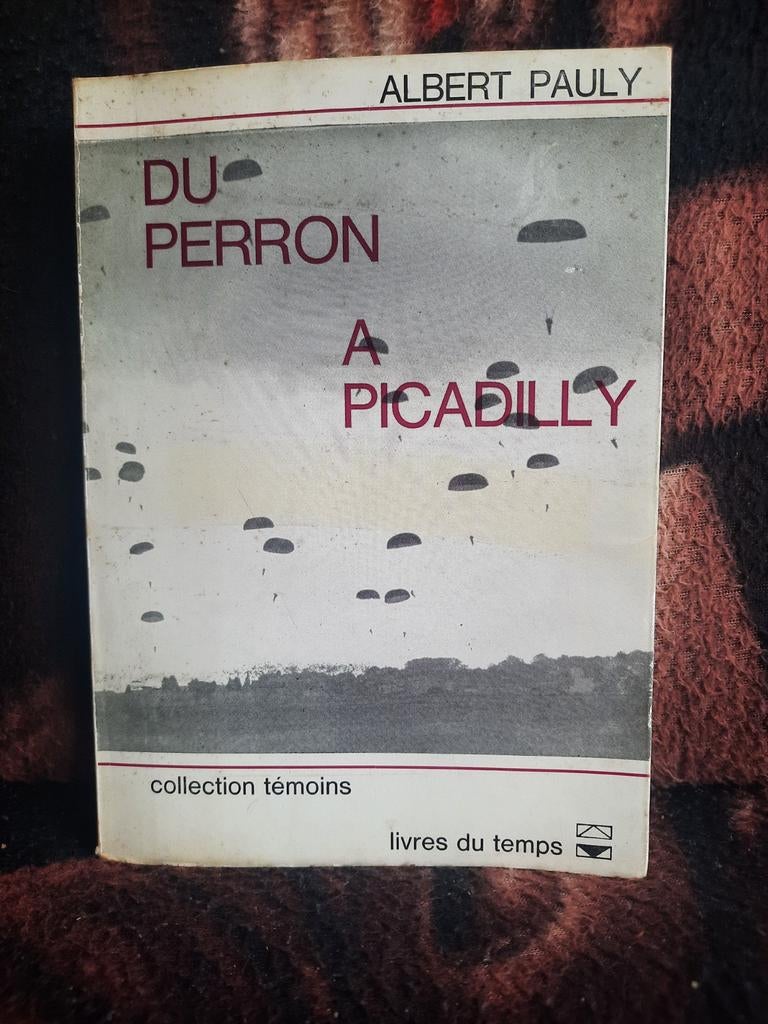 ALBERT PAULY
DU
PERRON
A
PICADILLY
collection témoins
livres du temps